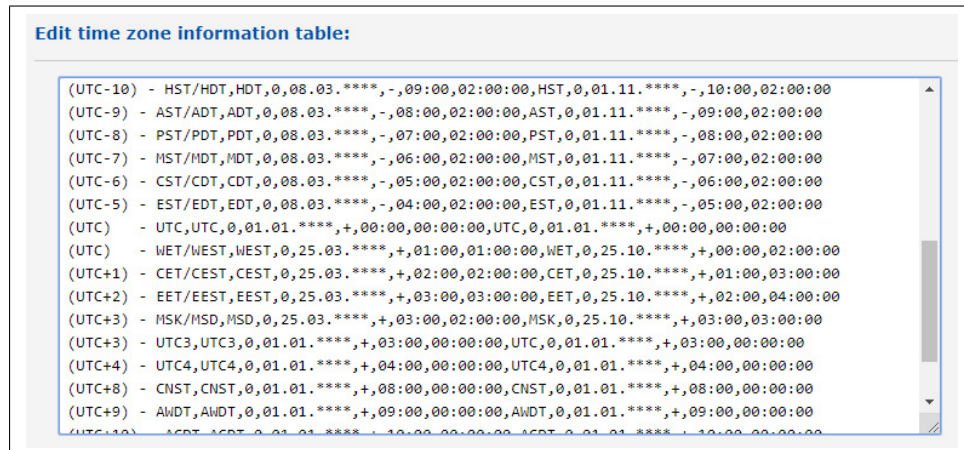 Edit time zone information table:
(UTC-10) - HST/HDT,HDT,0,08.03.****,-,09:00,02:00:00,HST,0,01.11.****,-,10:00,02:00:00
(UTC-9) - AST/ADT,ADT,0,08.03.****,-,08:00,02:00:00,AST,0,01.11.****,-,09:00,02:00:00
(UTC-8) - PST/PDT,PDT,0,08.03.****,-,07:00,02:00:00,PST,0,01.11.****,-,08:00,02:00:00
(UTC-7) - MST/MDT,MDT,0,08.03.****,-,06:00,02:00:00,MST,0,01.11.****,-,07:00,02:00:00
(UTC-6) - CST/CDT,CDT,0,08.03.****,-,05:00,02:00:00,CST,0,01.11.****,-,06:00,02:00:00
(UTC-5) - EST/EDT,EDT,0,08.03.****,-,04:00,02:00:00,EST,0,01.11.****,-,05:00,02:00:00
(UTC)   - UTC,UTC,0,01.01.****,+,00:00,00:00:00,UTC,0,01.01.****,+,00:00,00:00:00
(UTC)   - WET/WEST,WEST,0,25.03.****,+,01:00,01:00:00,WET,0,25.10.****,+,00:00,02:00:00
(UTC+1) - CET/CEST,CEST,0,25.03.****,+,02:00,02:00:00,CET,0,25.10.****,+,01:00,03:00:00
(UTC+2) - EET/EEST,EEST,0,25.03.****,+,03:00,03:00:00,EET,0,25.10.****,+,02:00,04:00:00
(UTC+3) - MSK/MSD,MSD,0,25.03.****,+,03:00,02:00:00,MSK,0,25.10.****,+,03:00,03:00:00
(UTC+3) - UTC3,UTC3,0,01.01.****,+,03:00,00:00:00,UTC,0,01.01.****,+,03:00,00:00:00
(UTC+4) - UTC4,UTC4,0,01.01.****,+,04:00,00:00:00,UTC4,0,01.01.****,+,04:00,00:00:00
(UTC+8) - CNST,CNST,0,01.01.****,+,08:00,00:00:00,CNST,0,01.01.****,+,08:00,00:00:00
(UTC+9) - AWDT,AWDT,0,01.01.****,+,09:00,00:00:00,AWDT,0,01.01.****,+,09:00,00:00:00